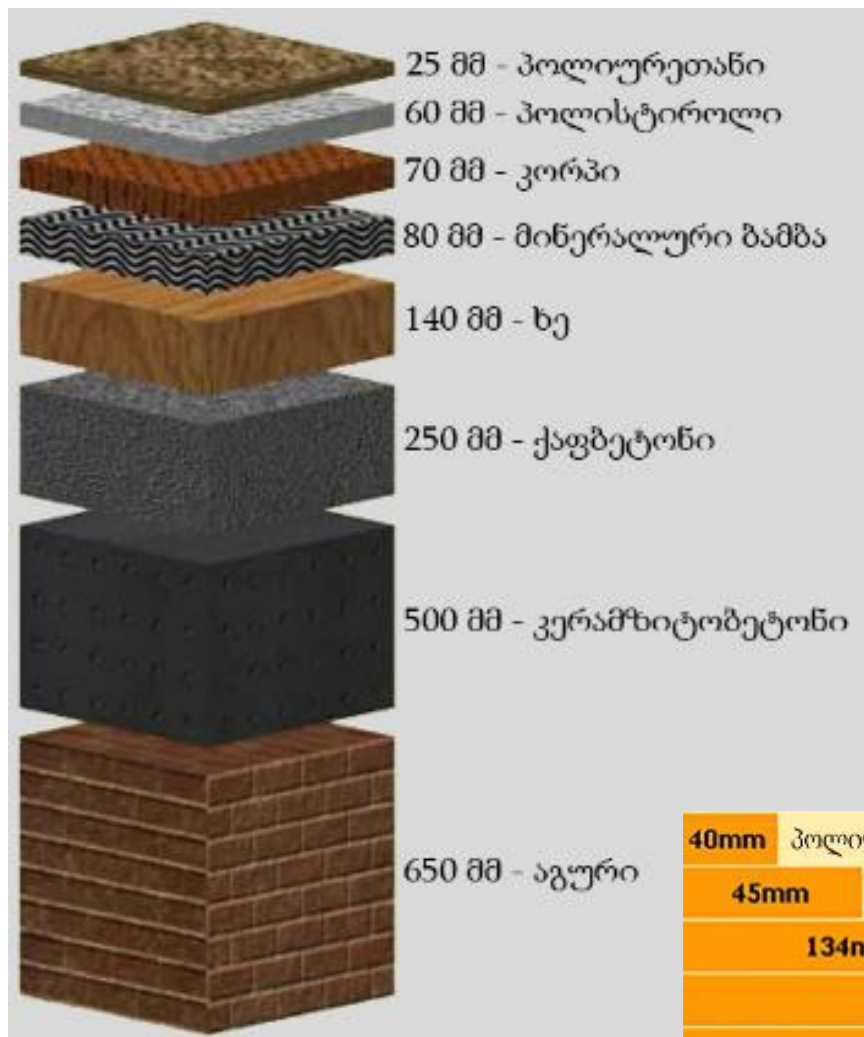 25 მმ - პოლიურეთანი
60 მმ - პოლისტიროლი
70 მმ - კორპი
80 მმ - მინერალური ბამბა
140 მმ - ხე
250 მმ - ქაფბეტონი
500 მმ - კერამზიტობეტონი
650 მმ - აგური
40mm
45mm